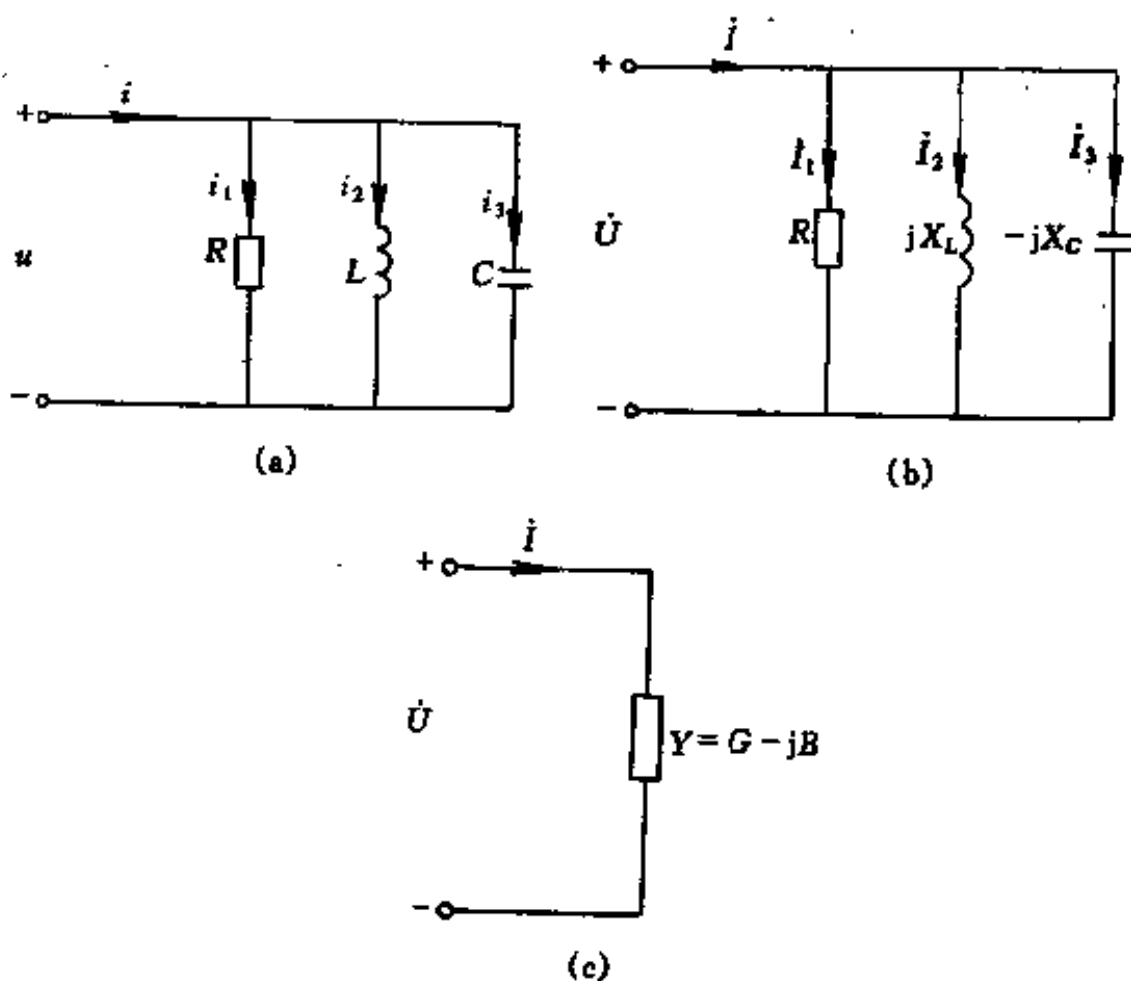 + i
i₁ i₂ i₃
u R L C
−
(a)
+ İ
İ₁ İ₂ İ₃
U̇ R jX_L −jX_C
−
(b)
+ İ
U̇ Y = G − jB
−
(c)